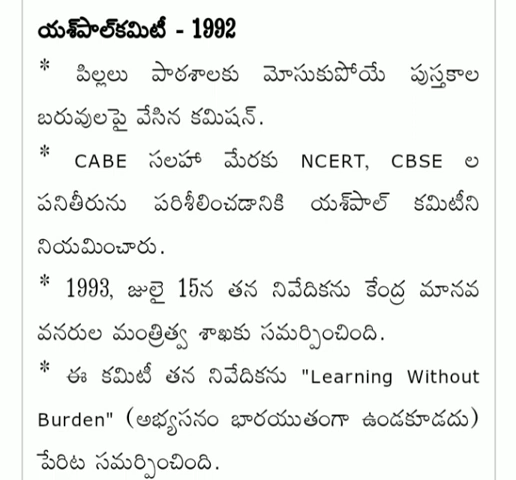 యశ్‌పాల్‌కమిటీ - 1992
* పిల్లలు పాఠశాలకు మోసుకుపోయే పుస్తకాల
బరువులపై వేసిన కమిషన్.
* CABE సలహా మేరకు NCERT, CBSE ల
పనితీరును పరిశీలించడానికి యశ్‌పాల్ కమిటీని
నియమించారు.
* 1993, జులై 15న తన నివేదికను కేంద్ర మానవ
వనరుల మంత్రిత్వ శాఖకు సమర్పించింది.
* ఈ కమిటీ తన నివేదికను "Learning Without
Burden" (అభ్యసనం భారయుతంగా ఉండకూడదు)
పేరిట సమర్పించింది.